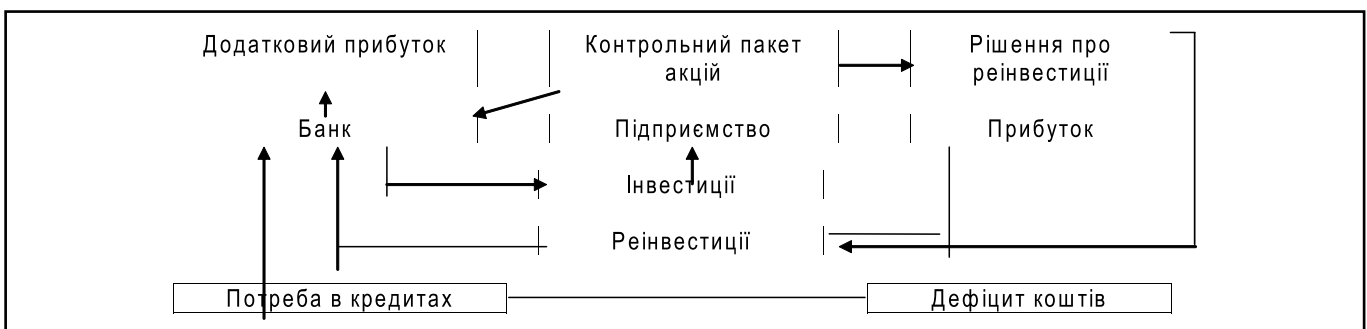 Додатковий прибуток
Контрольний пакет
акцій
Рішення про
реінвестиції
Банк
Підприємство
Прибуток
Інвестиції
Реінвестиції
Потреба в кредитах
Дефіцит коштів